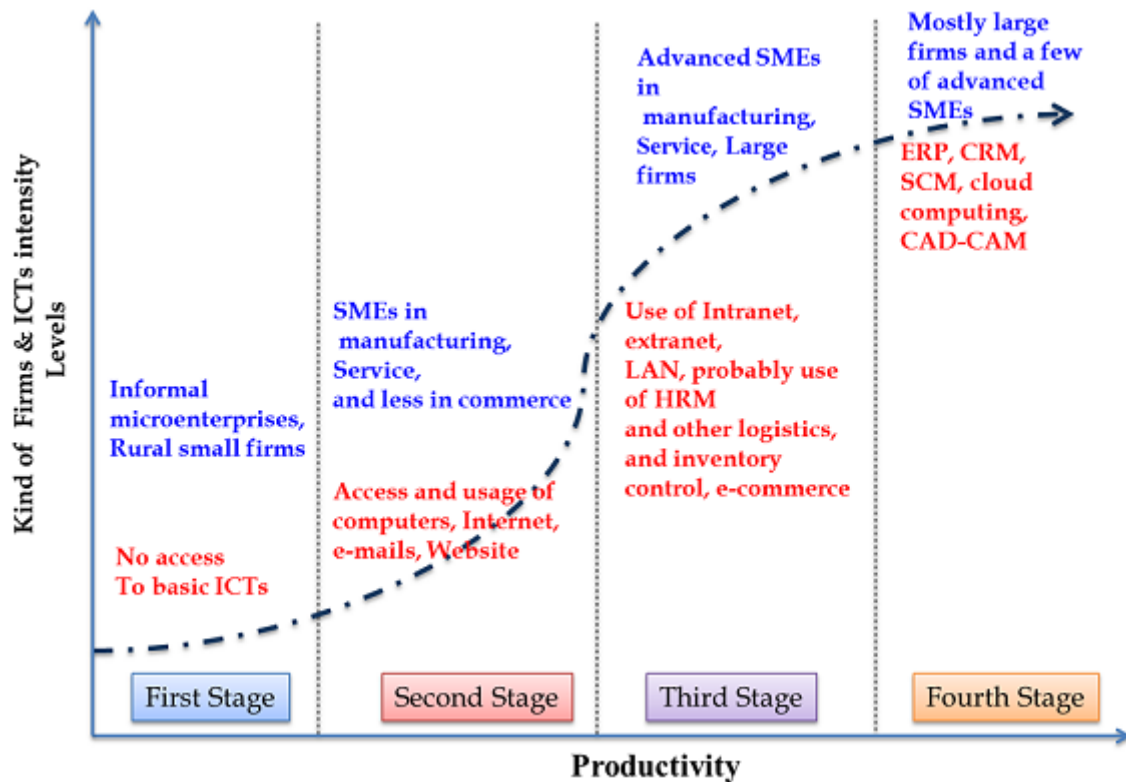 Kind of Firms & ICTs intensity
Levels
Informal
microenterprises,
Rural small firms
No access
To basic ICTs
First Stage
SMEs in
manufacturing,
Service,
and less in commerce
Access and usage of
computers, Internet,
e-mails, Website
Second Stage
Advanced SMEs
in
manufacturing,
Service, Large
firms
Use of Intranet,
extranet,
LAN, probably use
of HRM
and other logistics,
and inventory
control, e-commerce
Third Stage
Mostly large
firms and a few
of advanced
SMEs
ERP, CRM,
SCM, cloud
computing,
CAD-CAM
Fourth Stage
Productivity